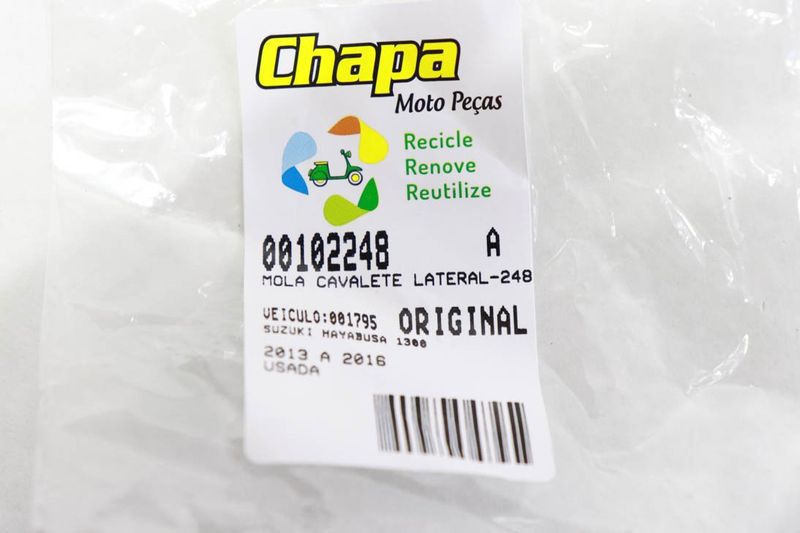 Chapa
Moto Peças
Recicle
Renove
Reutilize
00102248 A
MOLA CAVALETE LATERAL-248
VEICULO:001795 ORIGINAL
SUZUKI HAYABUSA 1300
2013 A 2016
USADA